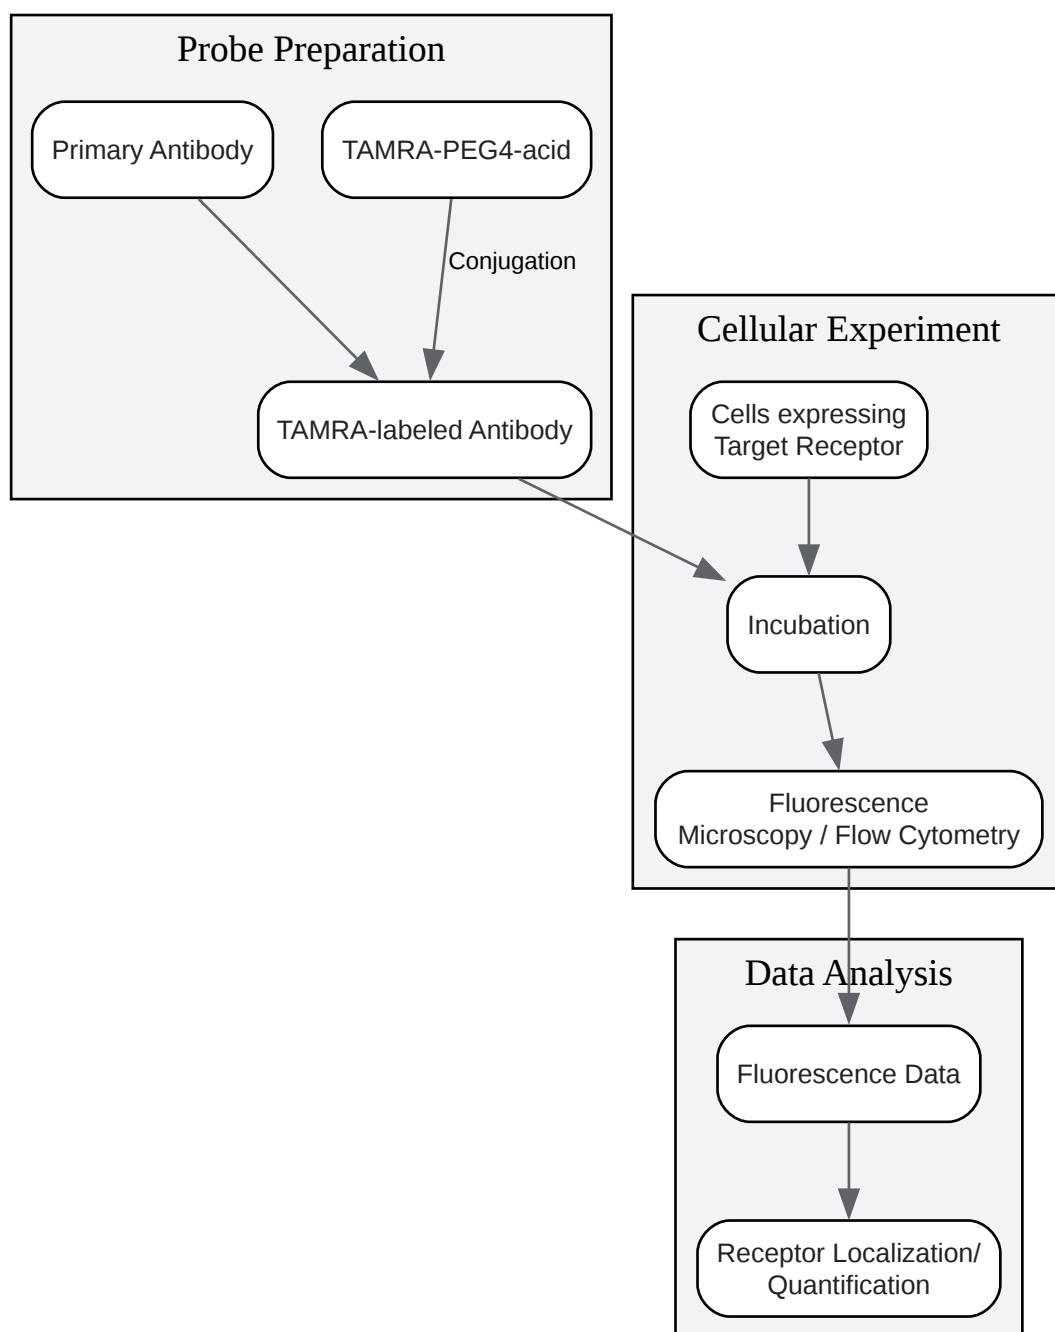 Probe Preparation
Primary Antibody
TAMRA-PEG4-acid
Conjugation
TAMRA-labeled Antibody
Cellular Experiment
Cells expressing
Target Receptor
Incubation
Fluorescence
Microscopy / Flow Cytometry
Data Analysis
Fluorescence Data
Receptor Localization/
Quantification